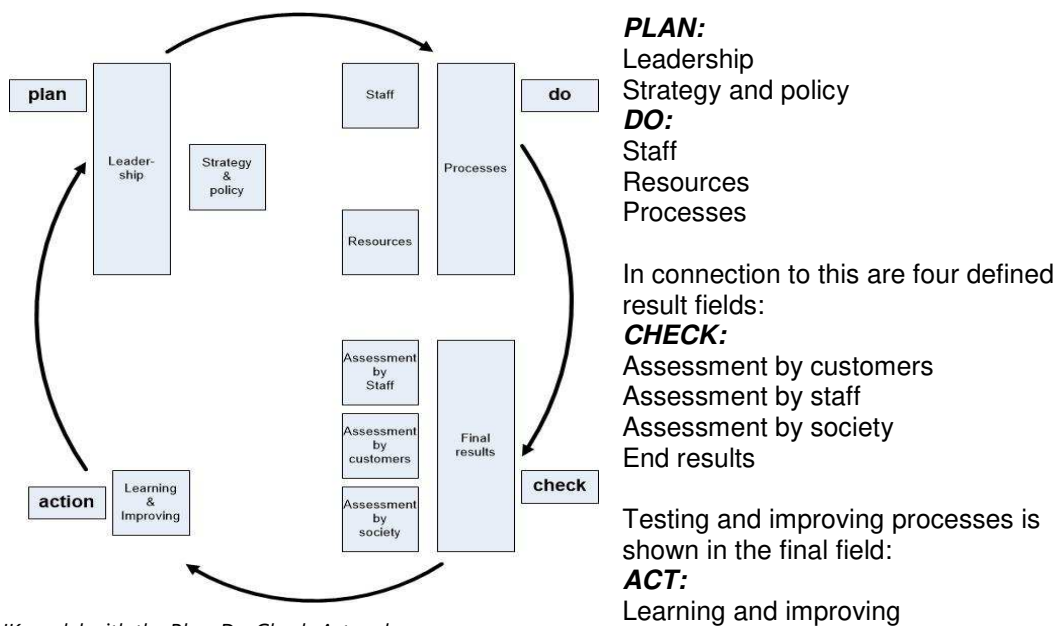 plan
Leader-
ship
Strategy
&
policy
Staff
Resources
Processes
do
Assessment
by
Staff
Assessment
by
customers
Assessment
by
society
Final
results
check
action
Learning
&
Improving
PLAN:
Leadership
Strategy and policy
DO:
Staff
Resources
Processes
In connection to this are four defined
result fields:
CHECK:
Assessment by customers
Assessment by staff
Assessment by society
End results
Testing and improving processes is
shown in the final field:
ACT:
Learning and improving